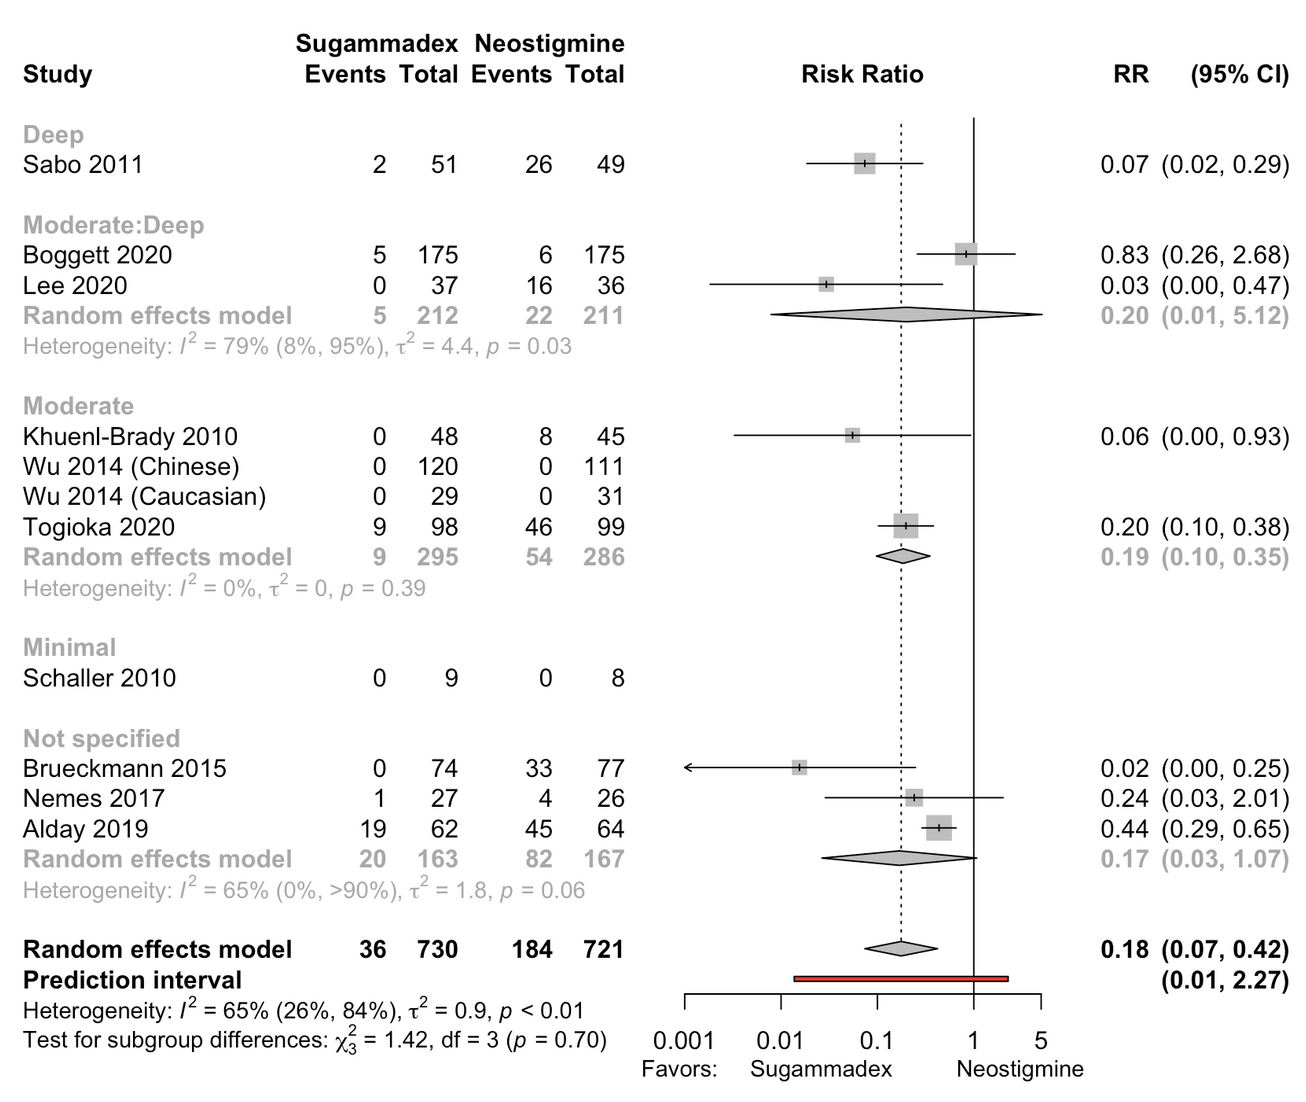 Sugammadex Neostigmine
Study Events Total Events Total Risk Ratio RR (95% CI)
Deep
Sabo 2011 2 51 26 49 0.07 (0.02, 0.29)
Moderate:Deep
Boggett 2020 5 175 6 175 0.83 (0.26, 2.68)
Lee 2020 0 37 16 36 0.03 (0.00, 0.47)
Random effects model 5 212 22 211 0.20 (0.01, 5.12)
Heterogeneity: I² = 79% (8%, 95%), τ² = 4.4, p = 0.03
Moderate
Khuenl-Brady 2010 0 48 8 45 0.06 (0.00, 0.93)
Wu 2014 (Chinese) 0 120 0 111
Wu 2014 (Caucasian) 0 29 0 31
Togioka 2020 9 98 46 99 0.20 (0.10, 0.38)
Random effects model 9 295 54 286 0.19 (0.10, 0.35)
Heterogeneity: I² = 0%, τ² = 0, p = 0.39
Minimal
Schaller 2010 0 9 0 8
Not specified
Brueckmann 2015 0 74 33 77 0.02 (0.00, 0.25)
Nemes 2017 1 27 4 26 0.24 (0.03, 2.01)
Alday 2019 19 62 45 64 0.44 (0.29, 0.65)
Random effects model 20 163 82 167 0.17 (0.03, 1.07)
Heterogeneity: I² = 65% (0%, >90%), τ² = 1.8, p = 0.06
Random effects model 36 730 184 721 0.18 (0.07, 0.42)
Prediction interval (0.01, 2.27)
Heterogeneity: I² = 65% (26%, 84%), τ² = 0.9, p < 0.01
Test for subgroup differences: χ²₃ = 1.42, df = 3 (p = 0.70)
0.001 0.01 0.1 1 5
Favors: Sugammadex Neostigmine